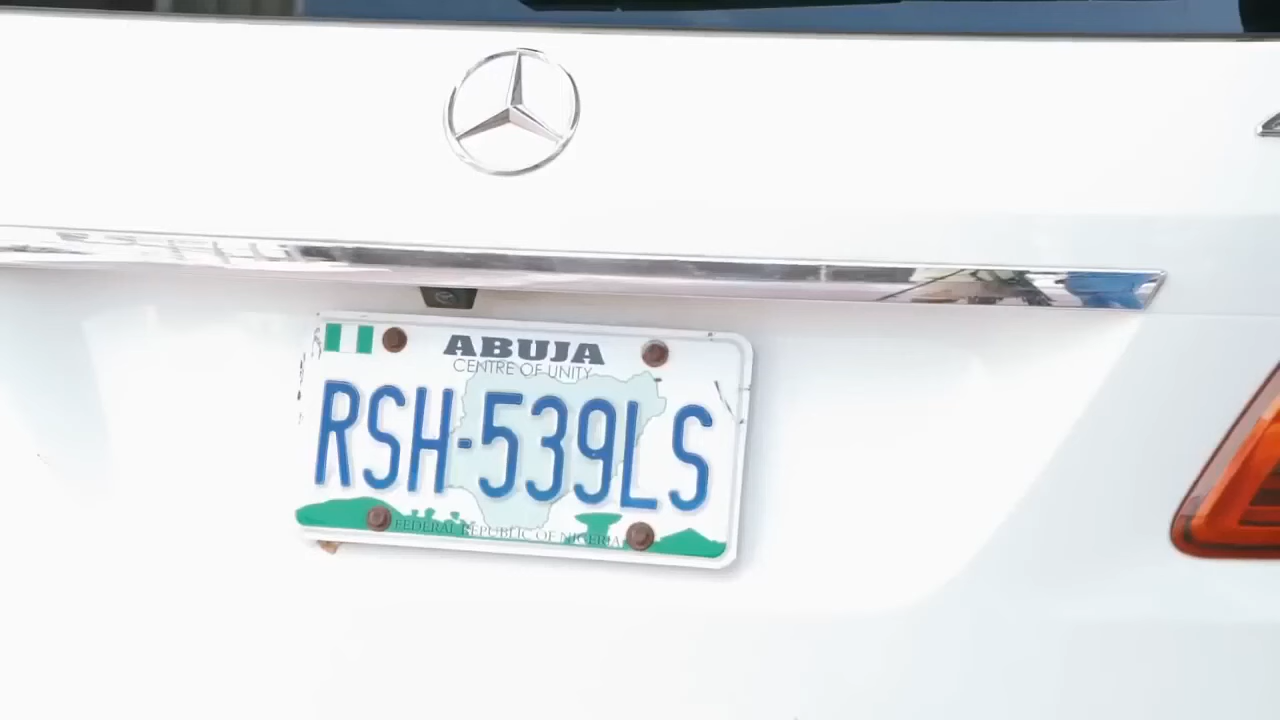 ABUJA
CENTRE OF UNITY
RSH-539LS
FEDERAL REPUBLIC OF NIGERIA